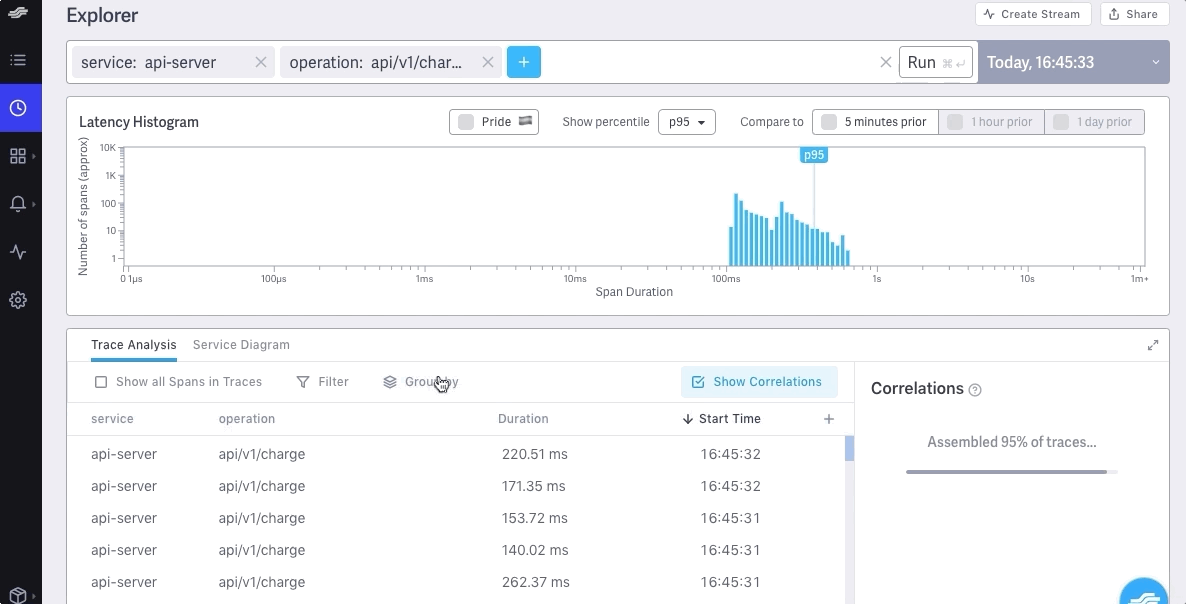 Explorer
Create Stream
Share
service: api-server
operation: api/v1/char...
+
Run
Today, 16:45:33
Latency Histogram
Pride
Show percentile
p95
Compare to
5 minutes prior
1 hour prior
1 day prior
Number of spans (approx)
10K
1K
100
10
1
p95
0 1µs
100µs
1ms
10ms
100ms
1s
10s
1m+
Span Duration
Trace Analysis
Service Diagram
Show all Spans in Traces
Filter
Group by
Show Correlations
Correlations ?
service
operation
Duration
Start Time
+
Assembled 95% of traces...
api-server api/v1/charge 220.51 ms 16:45:32
api-server api/v1/charge 171.35 ms 16:45:32
api-server api/v1/charge 153.72 ms 16:45:31
api-server api/v1/charge 140.02 ms 16:45:31
api-server api/v1/charge 262.37 ms 16:45:31